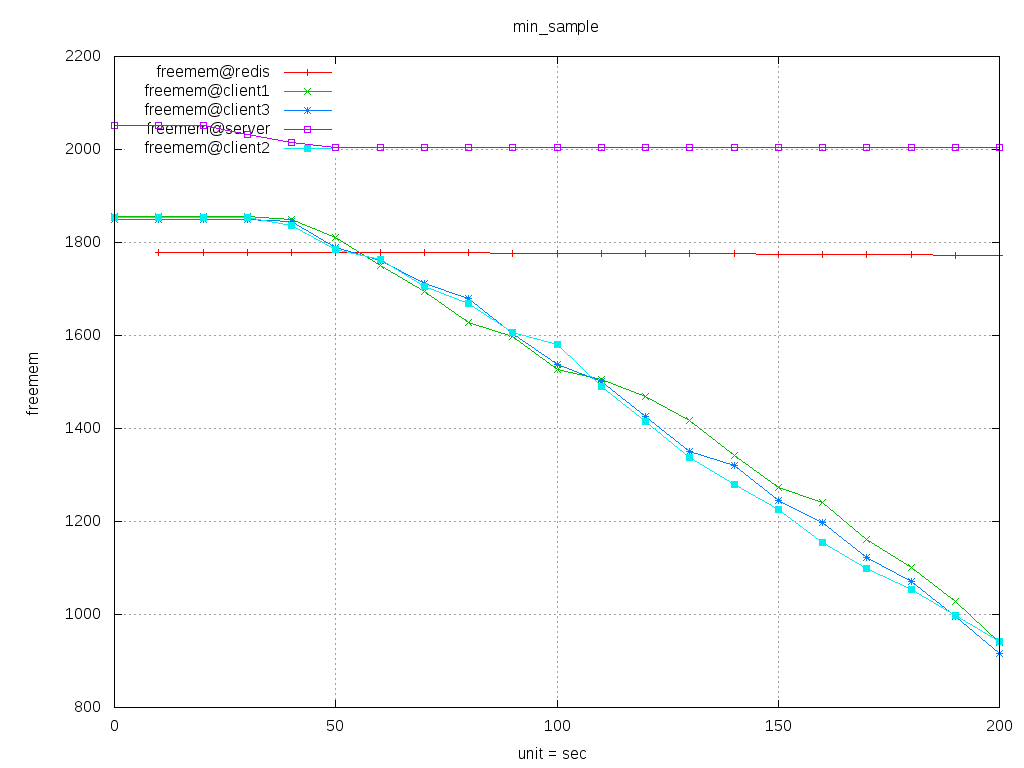 min_sample
2200
2000
1800
1600
1400
1200
1000
800
freemem
freemem@redis
freemem@client1
freemem@client3
freemem@server
freemem@client2
0
50
100
150
200
unit = sec